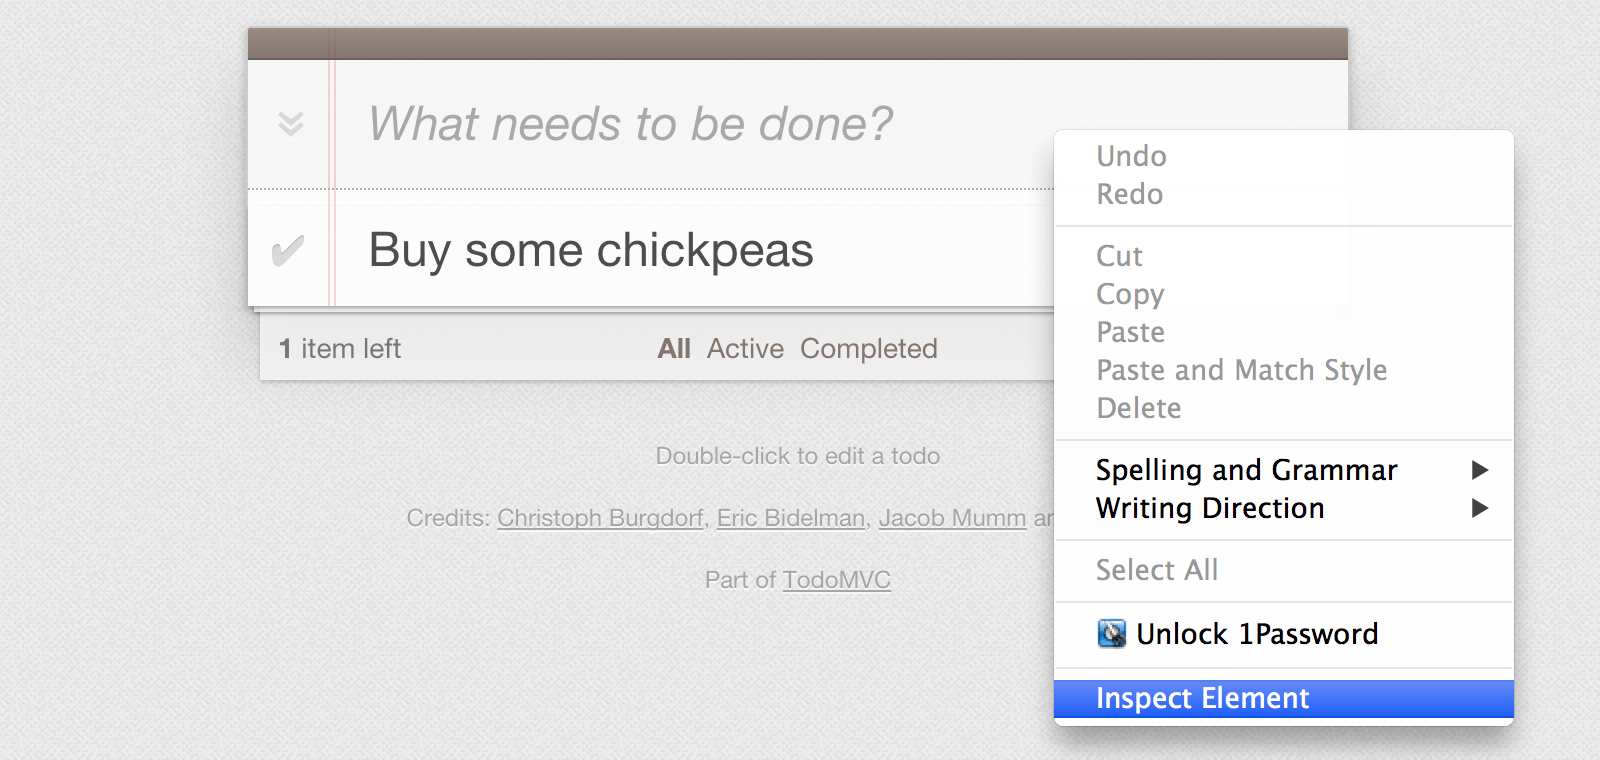 What needs to be done?
Buy some chickpeas
1 item left All Active Completed
Double-click to edit a todo
Credits: Christoph Burgdorf, Eric Bidelman, Jacob Mumm
Part of TodoMVC
Undo
Redo
Cut
Copy
Paste
Paste and Match Style
Delete
Spelling and Grammar
Writing Direction
Select All
Unlock 1Password
Inspect Element